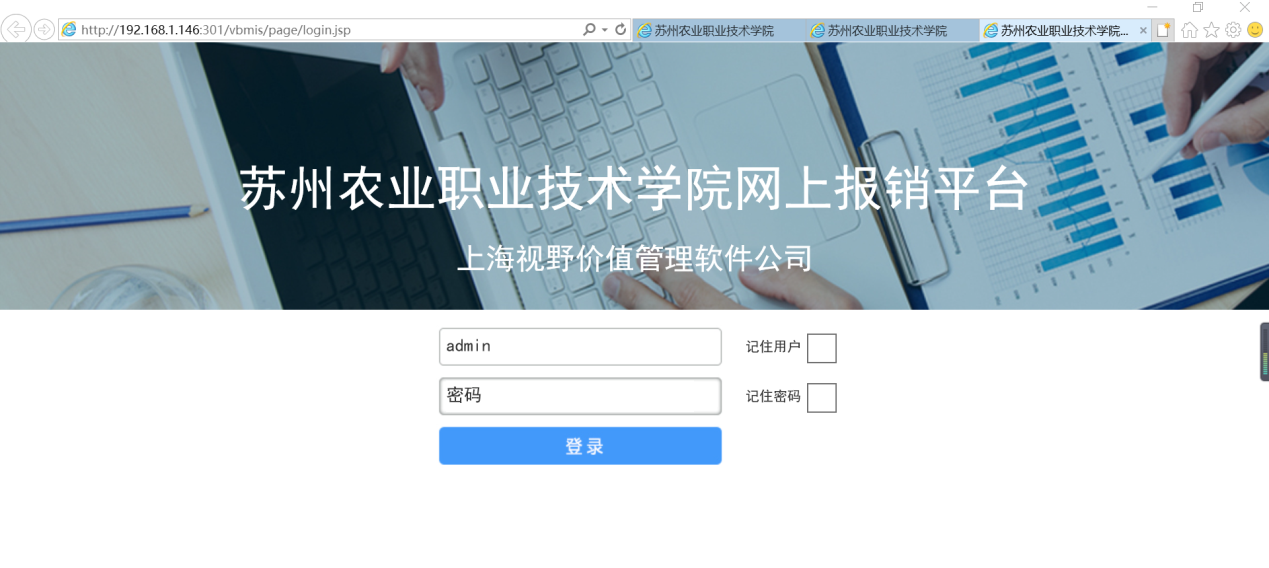 http://192.168.1.146:301/vbmis/page/login.jsp
苏州农业职业技术学院
苏州农业职业技术学院
苏州农业职业技术学院...
苏州农业职业技术学院网上报销平台
上海视野价值管理软件公司
admin
记住用户
密码
记住密码
登录